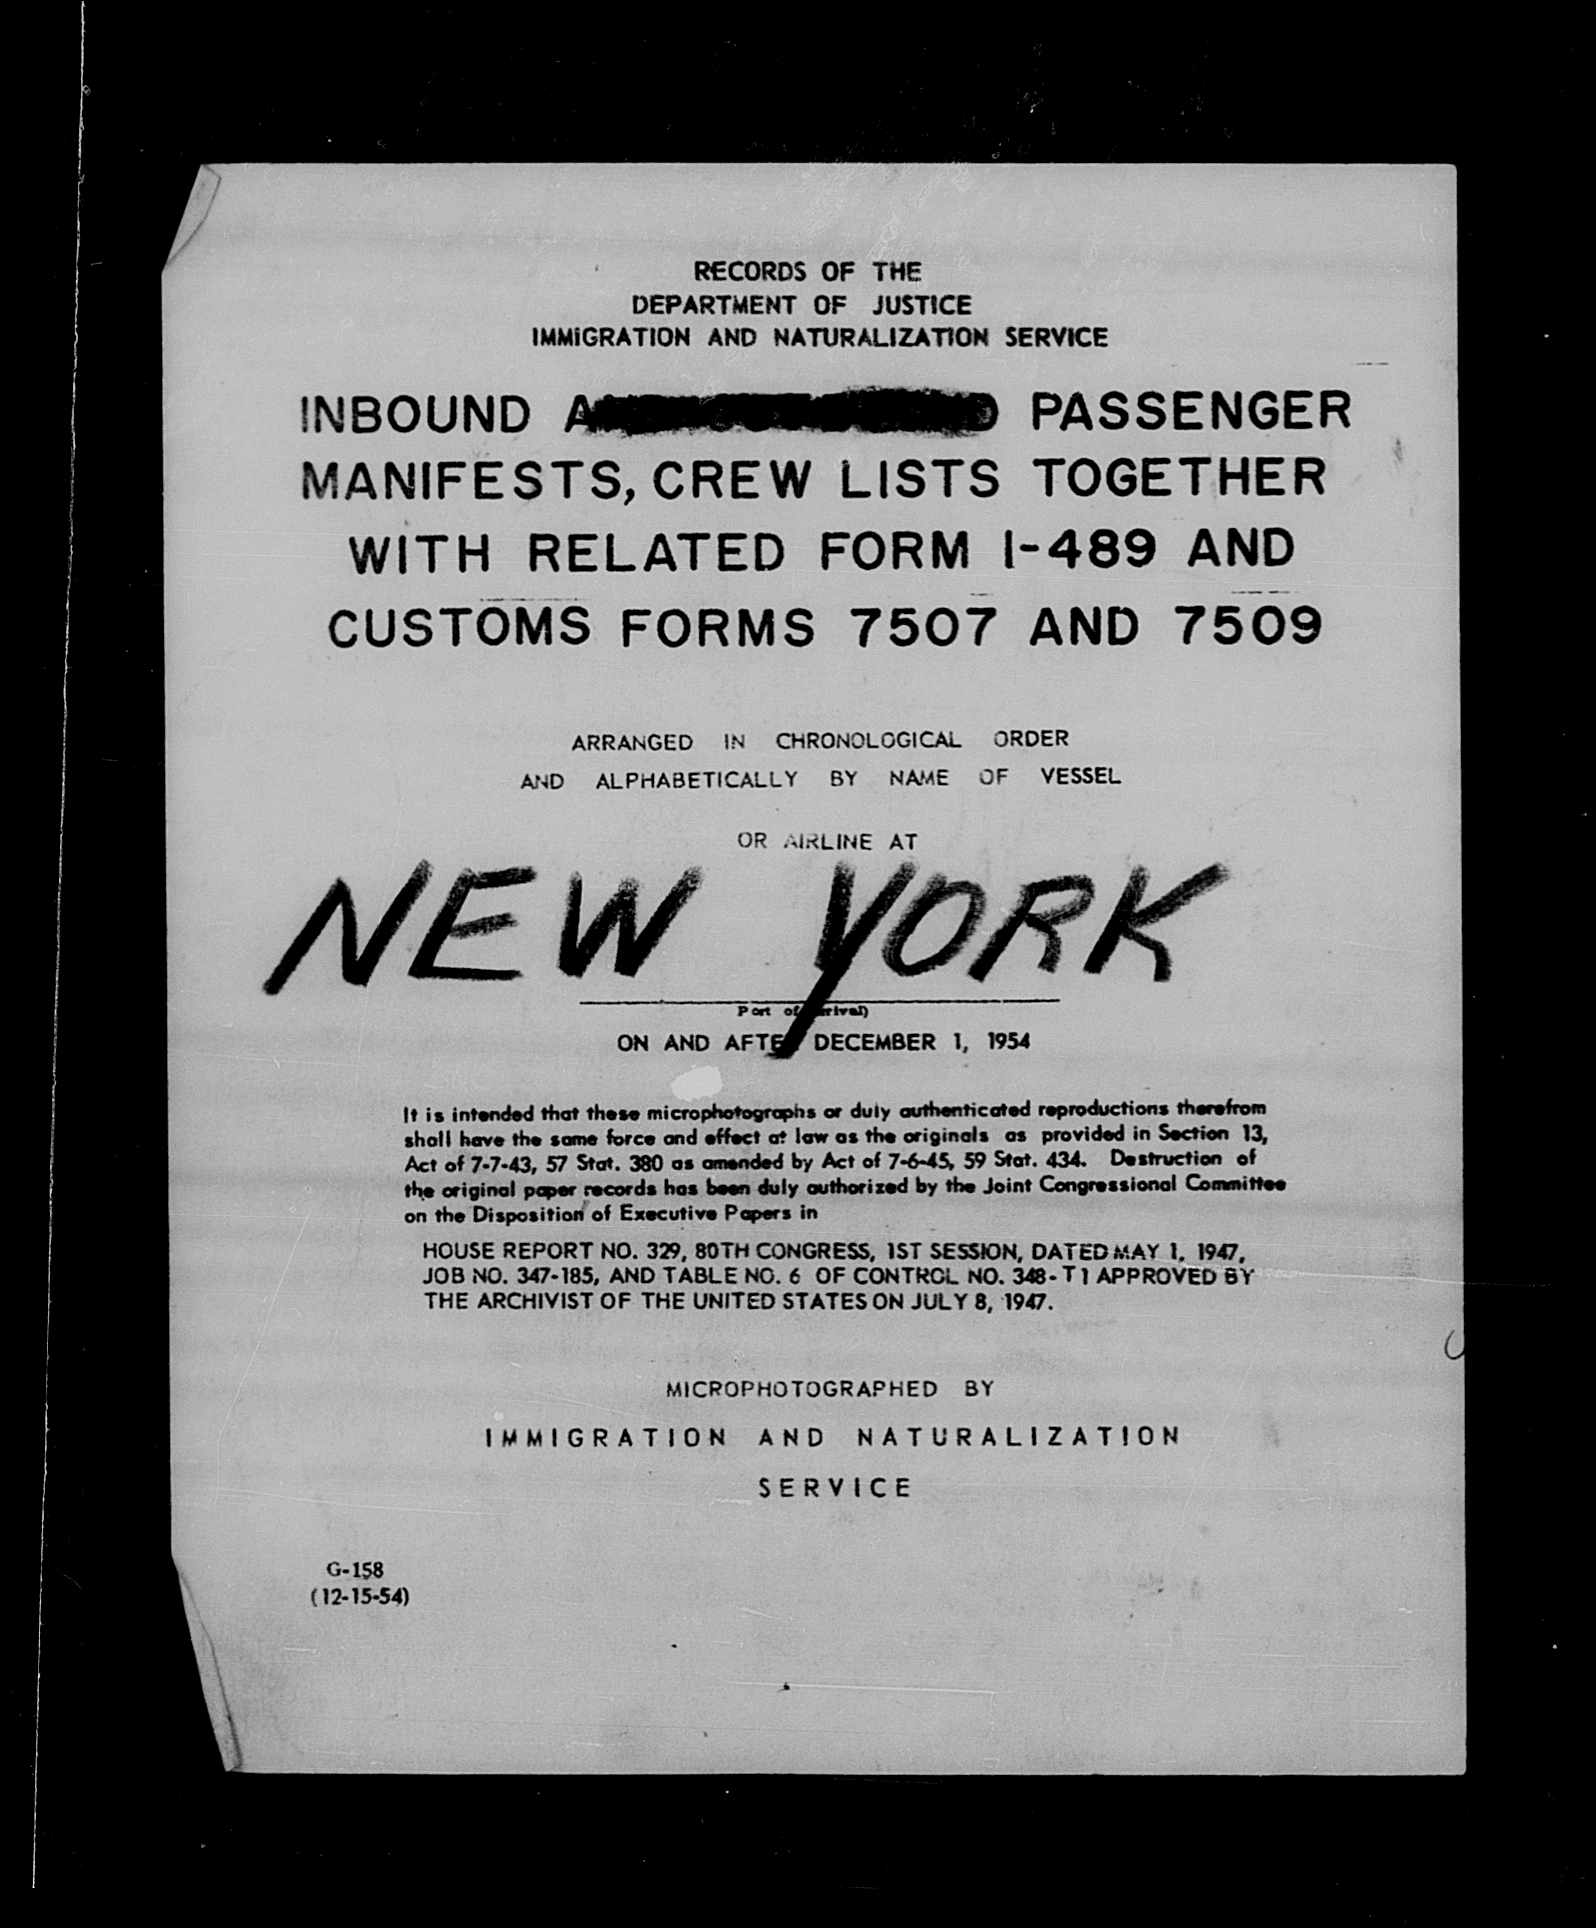 RECORDS OF THE
DEPARTMENT OF JUSTICE
IMMIGRATION AND NATURALIZATION SERVICE
INBOUND PASSENGER
MANIFESTS, CREW LISTS TOGETHER
WITH RELATED FORM I-489 AND
CUSTOMS FORMS 7507 AND 7509
ARRANGED IN CHRONOLOGICAL ORDER
AND ALPHABETICALLY BY NAME OF VESSEL
OR AIRLINE AT
NEW YORK
Port of
ON AND AFTER DECEMBER 1, 1954
It is intended that these microphotographs or duly authenticated reproductions therefrom
shall have the same force and effect at law as the originals as provided in Section 13,
Act of 7-7-43, 57 Stat. 380 as amended by Act of 7-6-45, 59 Stat. 434. Destruction of
the original paper records has been duly authorized by the Joint Congressional Committee
on the Disposition of Executive Papers in
HOUSE REPORT NO. 329, 80TH CONGRESS, 1ST SESSION, DATED MAY 1, 1947,
JOB NO. 347-185, AND TABLE NO. 6 OF CONTROL NO. 348-T1 APPROVED BY
THE ARCHIVIST OF THE UNITED STATES ON JULY 8, 1947.
MICROPHOTOGRAPHED BY
IMMIGRATION AND NATURALIZATION
SERVICE
G-158
(12-15-54)